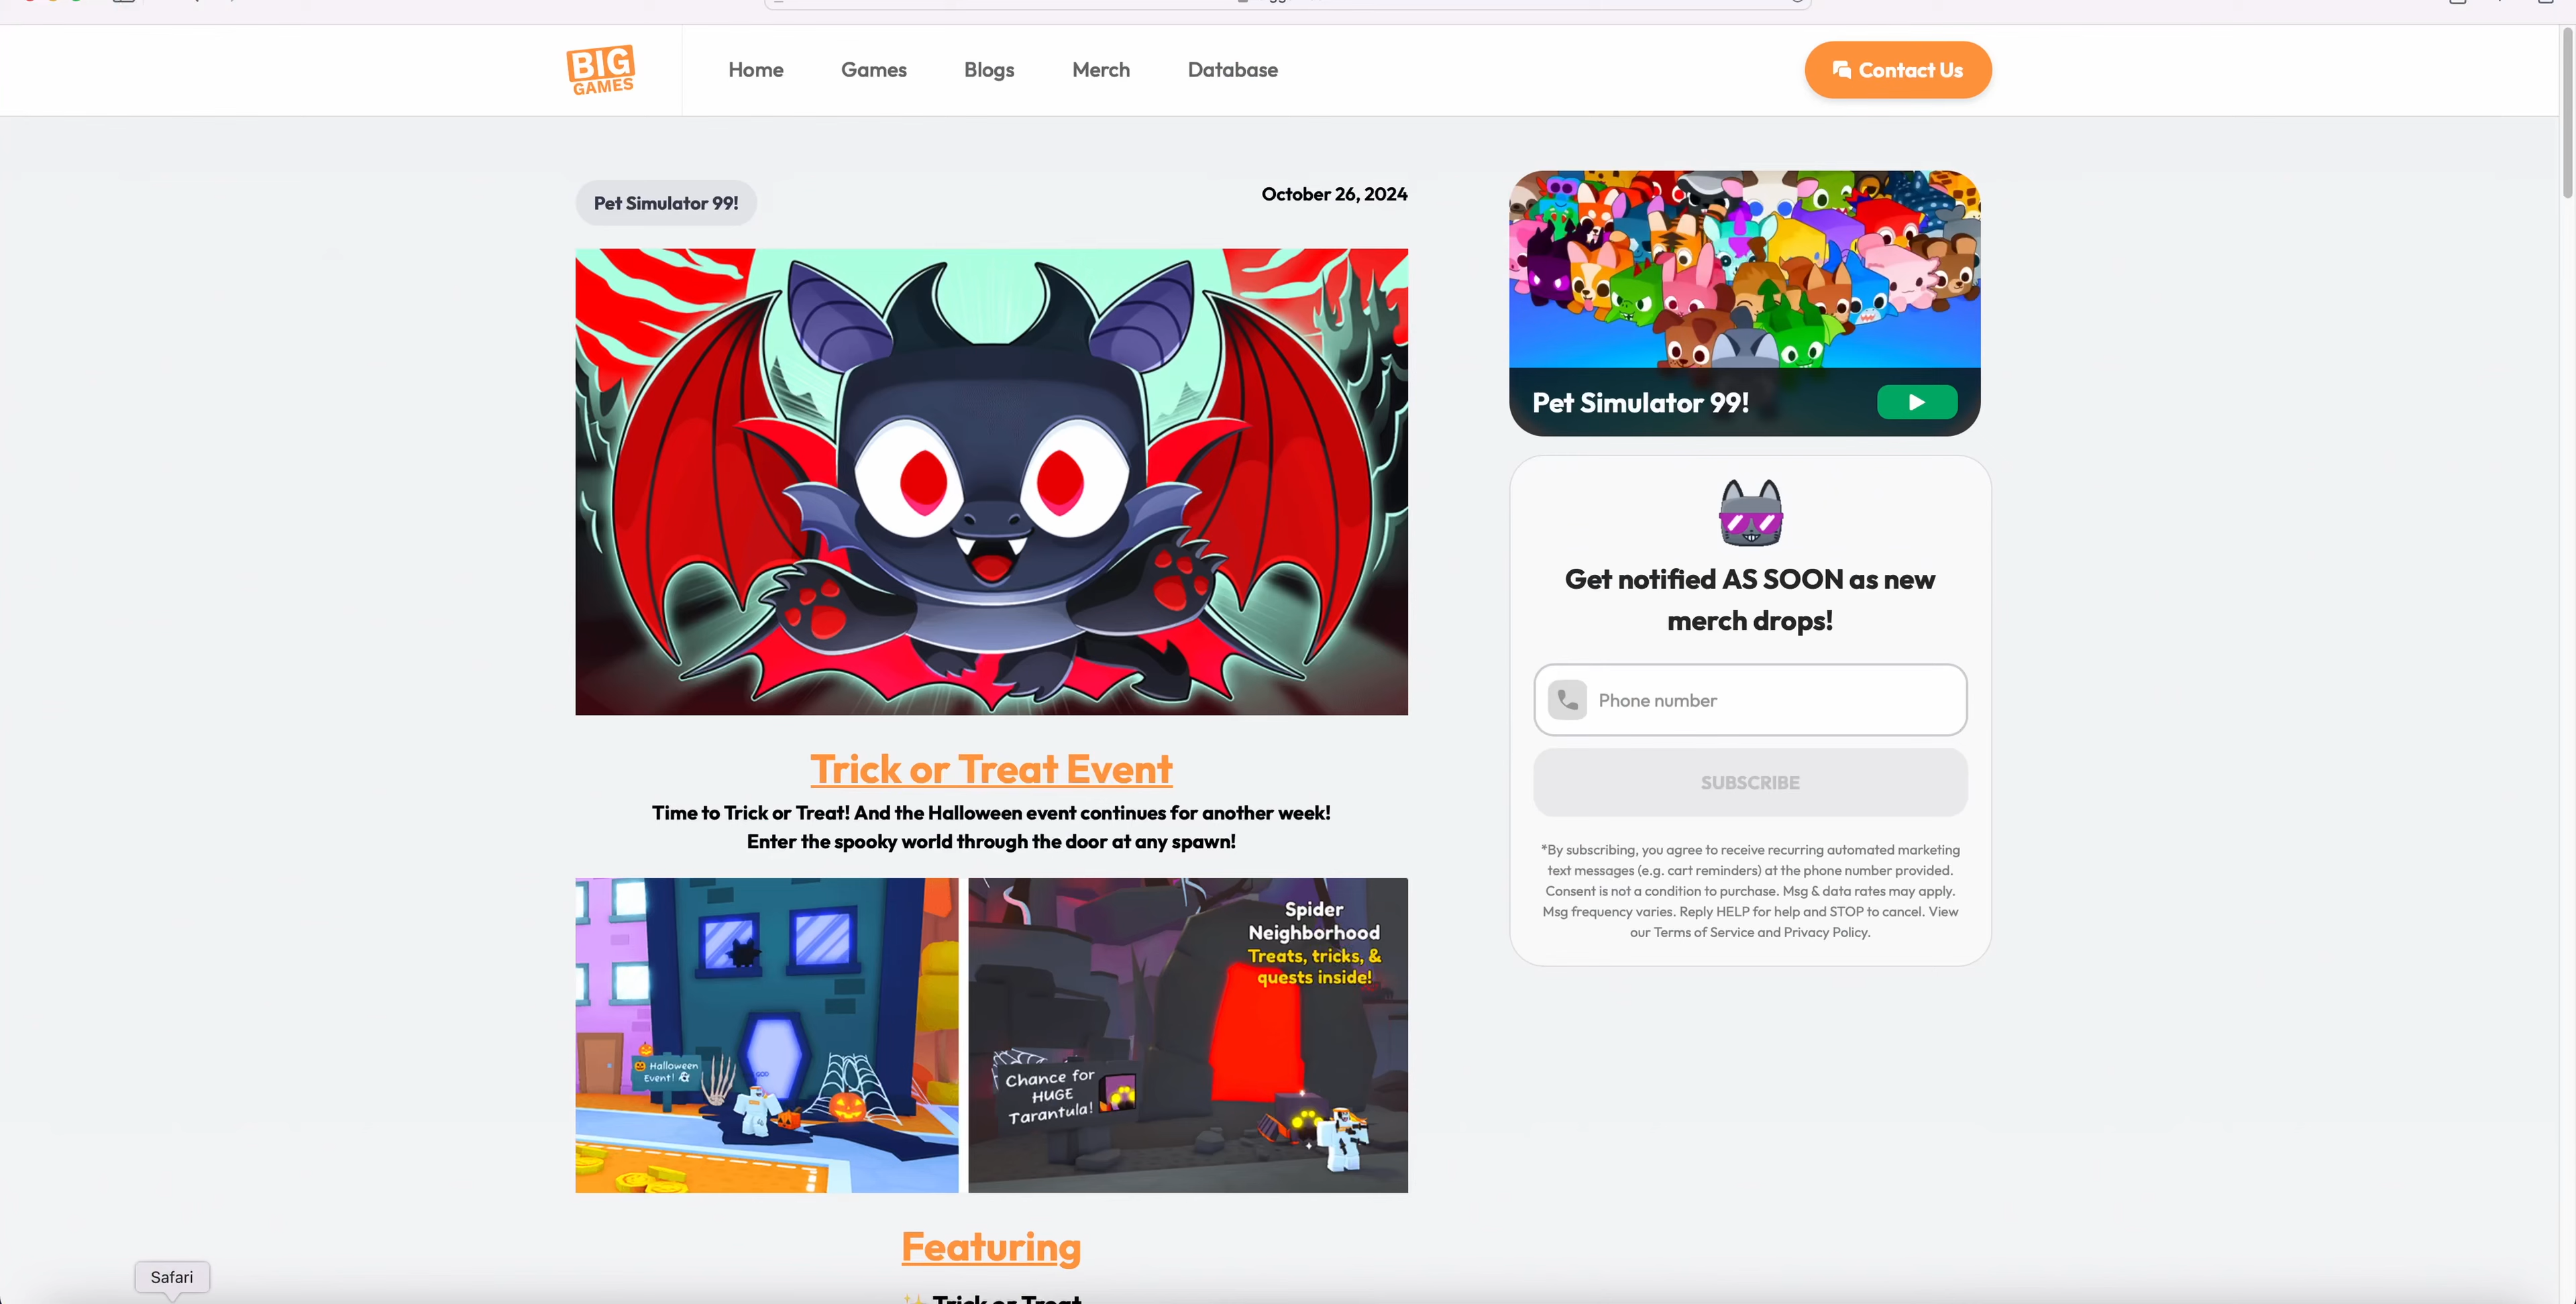 BIG
GAMES
Home
Games
Blogs
Merch
Database
Contact Us
Pet Simulator 99!
October 26, 2024
Trick or Treat Event
Time to Trick or Treat! And the Halloween event continues for another week!
Enter the spooky world through the door at any spawn!
Halloween
Event!
Spider
Neighborhood
Treats, tricks, &
quests inside!
Chance for
HUGE
Tarantula!
Featuring
Trick or Treat
Pet Simulator 99!
Get notified AS SOON as new
merch drops!
Phone number
SUBSCRIBE
*By subscribing, you agree to receive recurring automated marketing
text messages (e.g. cart reminders) at the phone number provided.
Consent is not a condition to purchase. Msg & data rates may apply.
Msg frequency varies. Reply HELP for help and STOP to cancel. View
our Terms of Service and Privacy Policy.
Safari